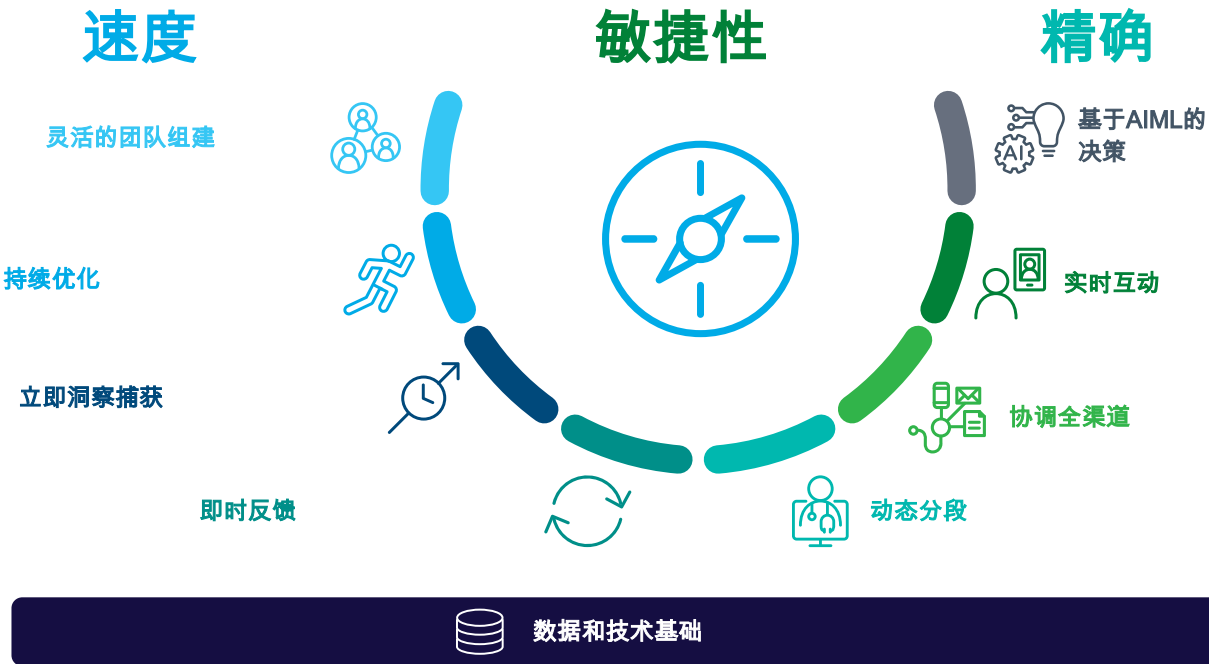 速度
敏捷性
精确
灵活的团队组建
基于AIML的
决策
AI
持续优化
实时互动
立即洞察捕获
协调全渠道
即时反馈
动态分段
数据和技术基础